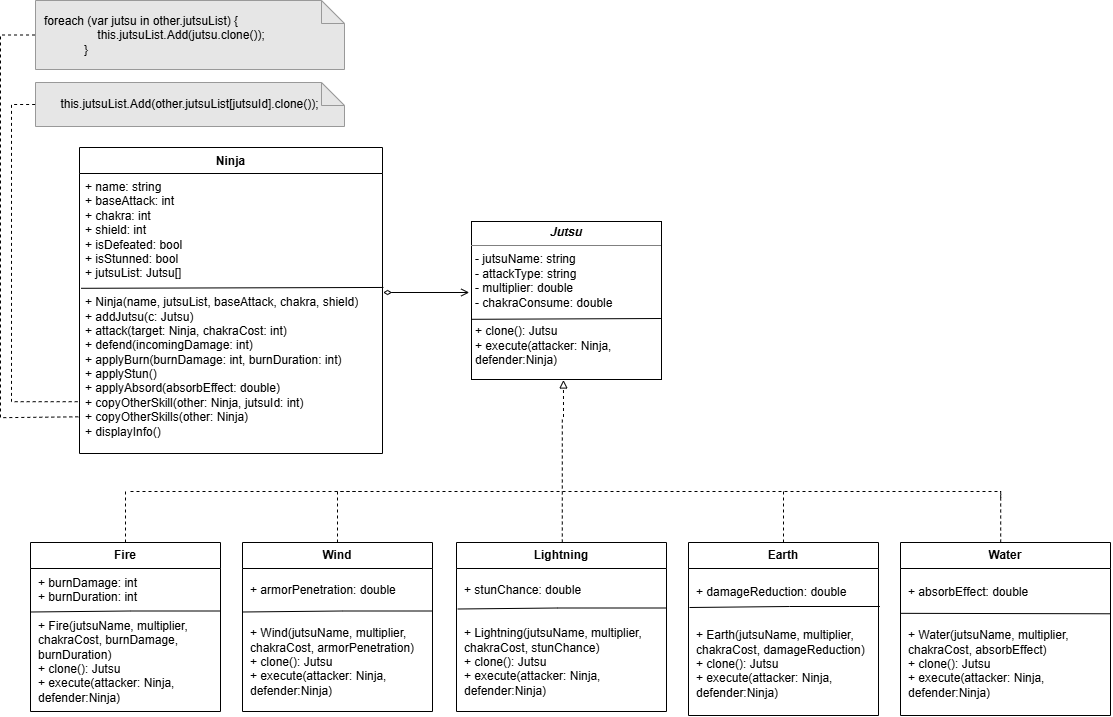 foreach (var jutsu in other.jutsuList) {
this.jutsuList.Add(jutsu.clone());
}
this.jutsuList.Add(other.jutsuList[jutsuId].clone());
Ninja
+ name: string
+ baseAttack: int
+ chakra: int
+ shield: int
+ isDefeated: bool
+ isStunned: bool
+ jutsuList: Jutsu[]
+ Ninja(name, jutsuList, baseAttack, chakra, shield)
+ addJutsu(c: Jutsu)
+ attack(target: Ninja, chakraCost: int)
+ defend(incomingDamage: int)
+ applyBurn(burnDamage: int, burnDuration: int)
+ applyStun()
+ applyAbsord(absorbEffect: double)
+ copyOtherSkill(other: Ninja, jutsuId: int)
+ copyOtherSkills(other: Ninja)
+ displayInfo()
Jutsu
- jutsuName: string
- attackType: string
- multiplier: double
- chakraConsume: double
+ clone(): Jutsu
+ execute(attacker: Ninja,
defender:Ninja)
Fire
+ burnDamage: int
+ burnDuration: int
+ Fire(jutsuName, multiplier,
chakraCost, burnDamage,
burnDuration)
+ clone(): Jutsu
+ execute(attacker: Ninja,
defender:Ninja)
Wind
+ armorPenetration: double
+ Wind(jutsuName, multiplier,
chakraCost, armorPenetration)
+ clone(): Jutsu
+ execute(attacker: Ninja,
defender:Ninja)
Lightning
+ stunChance: double
+ Lightning(jutsuName, multiplier,
chakraCost, stunChance)
+ clone(): Jutsu
+ execute(attacker: Ninja,
defender:Ninja)
Earth
+ damageReduction: double
+ Earth(jutsuName, multiplier,
chakraCost, damageReduction)
+ clone(): Jutsu
+ execute(attacker: Ninja,
defender:Ninja)
Water
+ absorbEffect: double
+ Water(jutsuName, multiplier,
chakraCost, absorbEffect)
+ clone(): Jutsu
+ execute(attacker: Ninja,
defender:Ninja)